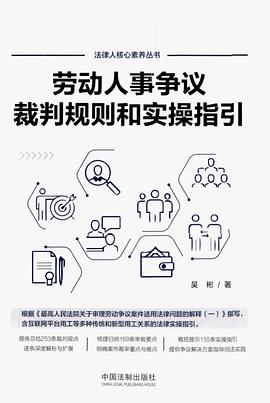 法律人核心素养丛书
劳动人事争议
裁判规则和实操指引
吴 彬 / 著
根据《最高人民法院关于审理劳动争议案件适用法律问题的解释(一)》撰写,
含互联网平台用工等多种传统和新型用工关系的法律实操指引。
提炼总结253条裁判观点 梳理归纳169条审裁要点 概括提示155条实操指引
逐条深度解析与扩展 明确案件裁审重点与难点 提供争议解决方案指导司法实践
中国法制出版社
CHINA LEGAL PUBLISHING HOUSE